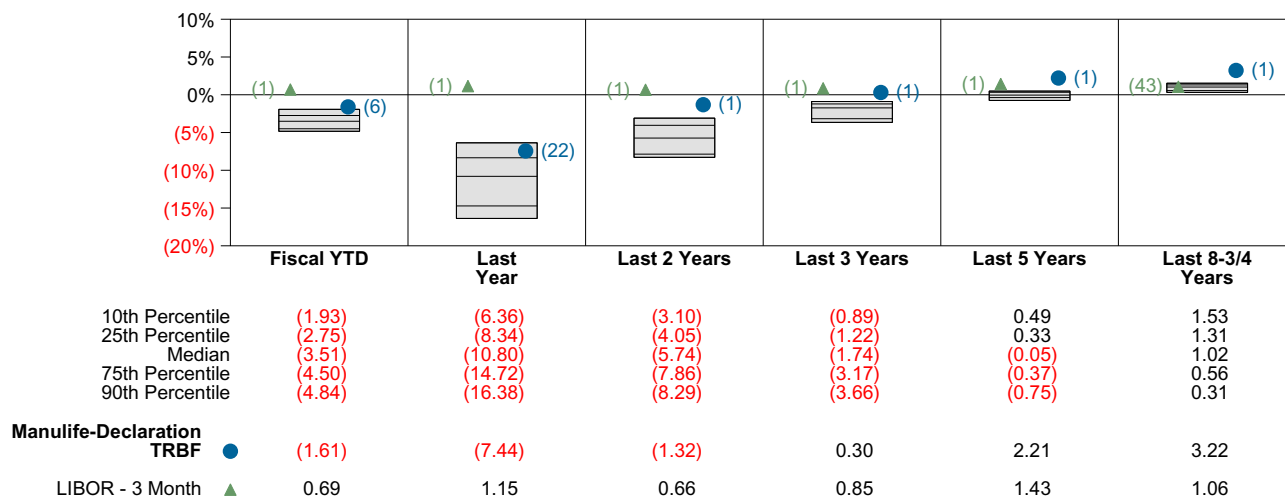 10%
5%
0%
(5%)
(10%)
(15%)
(20%)
(1) (6) (1) (22) (1) (1) (1) (1) (1) (1) (43) (1)
Fiscal YTD Last Year Last 2 Years Last 3 Years Last 5 Years Last 8-3/4 Years
10th Percentile (1.93) (6.36) (3.10) (0.89) 0.49 1.53
25th Percentile (2.75) (8.34) (4.05) (1.22) 0.33 1.31
Median (3.51) (10.80) (5.74) (1.74) (0.05) 1.02
75th Percentile (4.50) (14.72) (7.86) (3.17) (0.37) 0.56
90th Percentile (4.84) (16.38) (8.29) (3.66) (0.75) 0.31
Manulife-Declaration
TRBF (1.61) (7.44) (1.32) 0.30 2.21 3.22
LIBOR - 3 Month 0.69 1.15 0.66 0.85 1.43 1.06